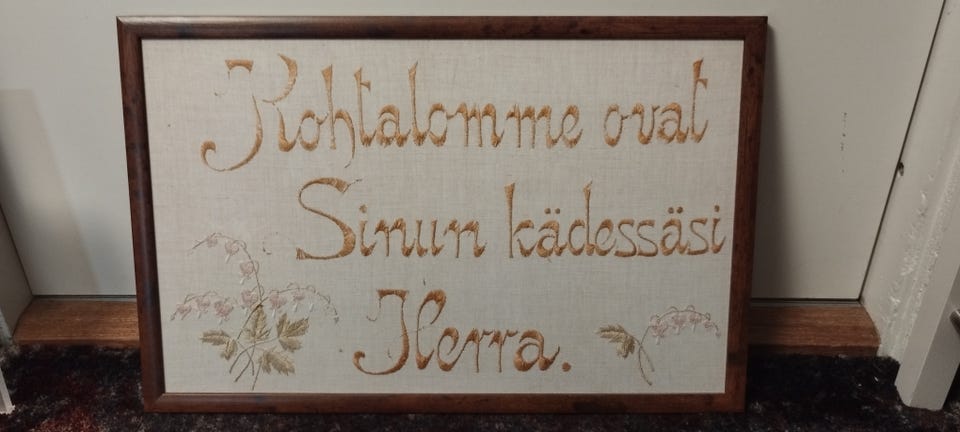 Kohtalomme ovat
Sinun kädessäsi
Herra.